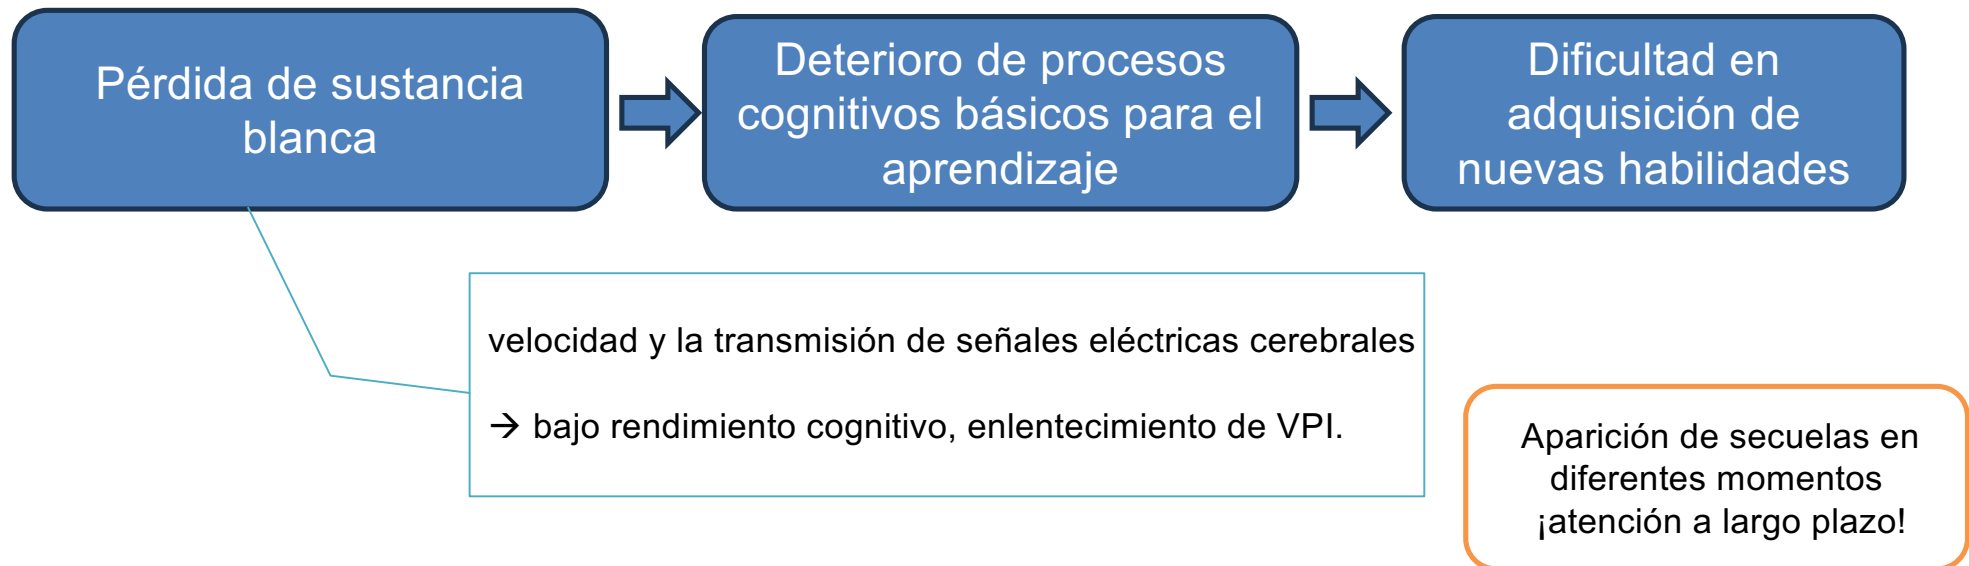 Pérdida de sustancia
blanca
Deterioro de procesos
cognitivos básicos para el
aprendizaje
Dificultad en
adquisición de
nuevas habilidades
velocidad y la transmisión de señales eléctricas cerebrales
→ bajo rendimiento cognitivo, enlentecimiento de VPI.
Aparición de secuelas en
diferentes momentos
¡atención a largo plazo!